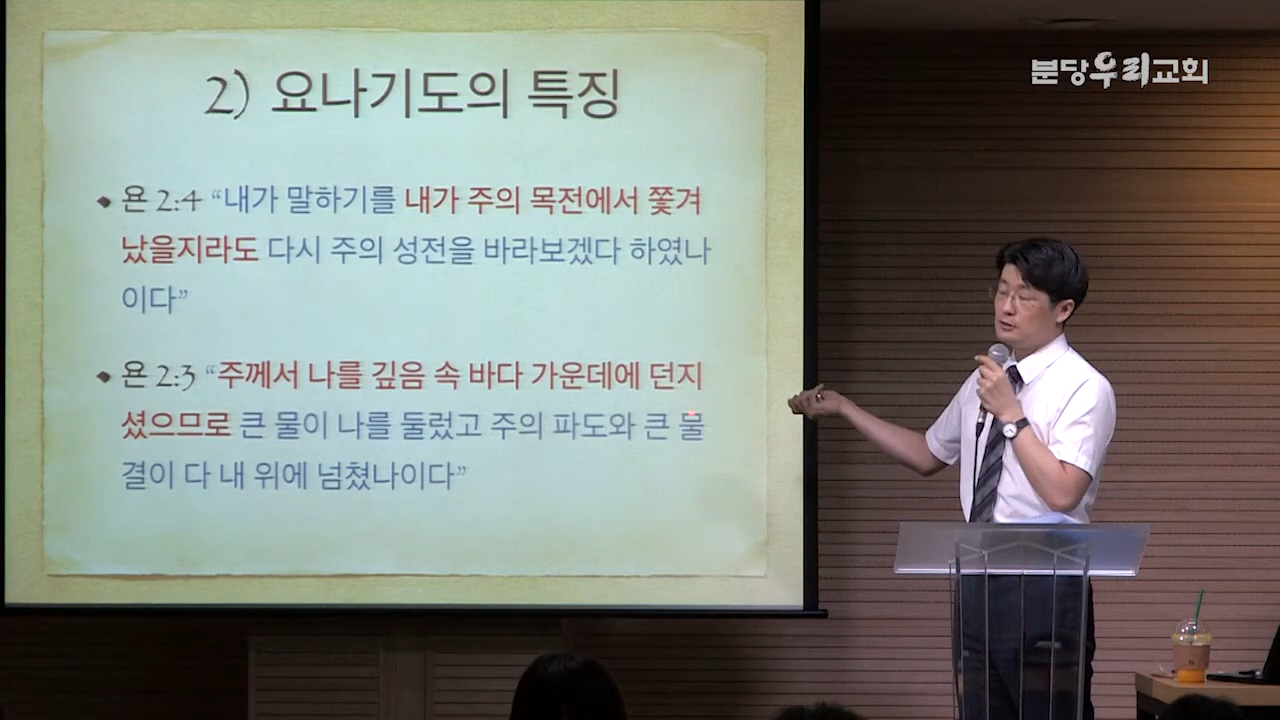 분당우리교회
2) 요나기도의 특징
욘 2:4 “내가 말하기를 내가 주의 목전에서 쫓겨
났을지라도 다시 주의 성전을 바라보겠다 하였나
이다”
욘 2:3 “주께서 나를 깊음 속 바다 가운데에 던지
셨으므로 큰 물이 나를 둘렀고 주의 파도와 큰 물
결이 다 내 위에 넘쳤나이다”